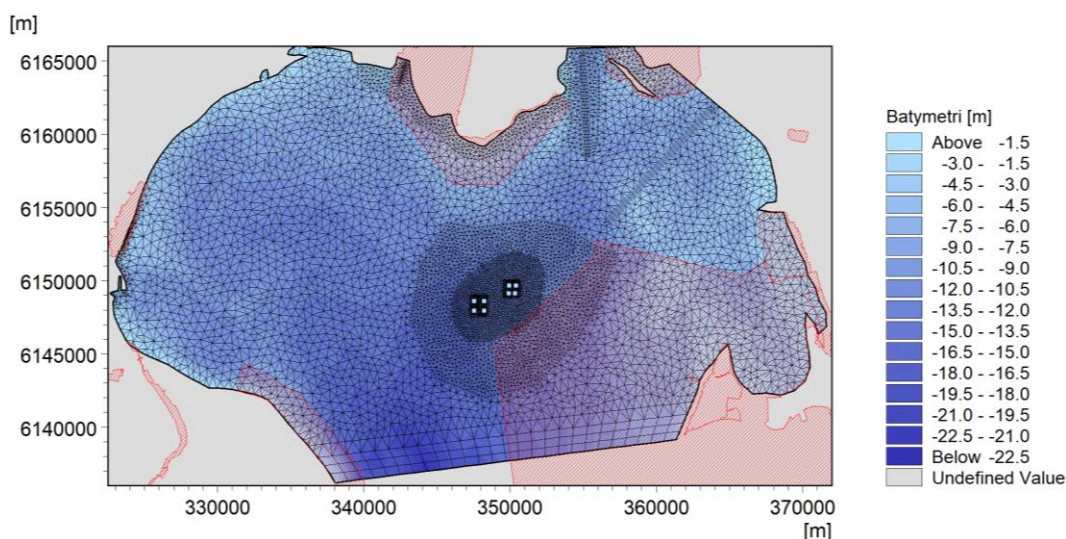 [m]
6165000
6160000
6155000
6150000
6145000
6140000
330000 340000 350000 360000 370000
[m]
Batymetri [m]
Above -1.5
-3.0 - -1.5
-4.5 - -3.0
-6.0 - -4.5
-7.5 - -6.0
-9.0 - -7.5
-10.5 - -9.0
-12.0 - -10.5
-13.5 - -12.0
-15.0 - -13.5
-16.5 - -15.0
-18.0 - -16.5
-19.5 - -18.0
-21.0 - -19.5
-22.5 - -21.0
Below -22.5
Undefined Value